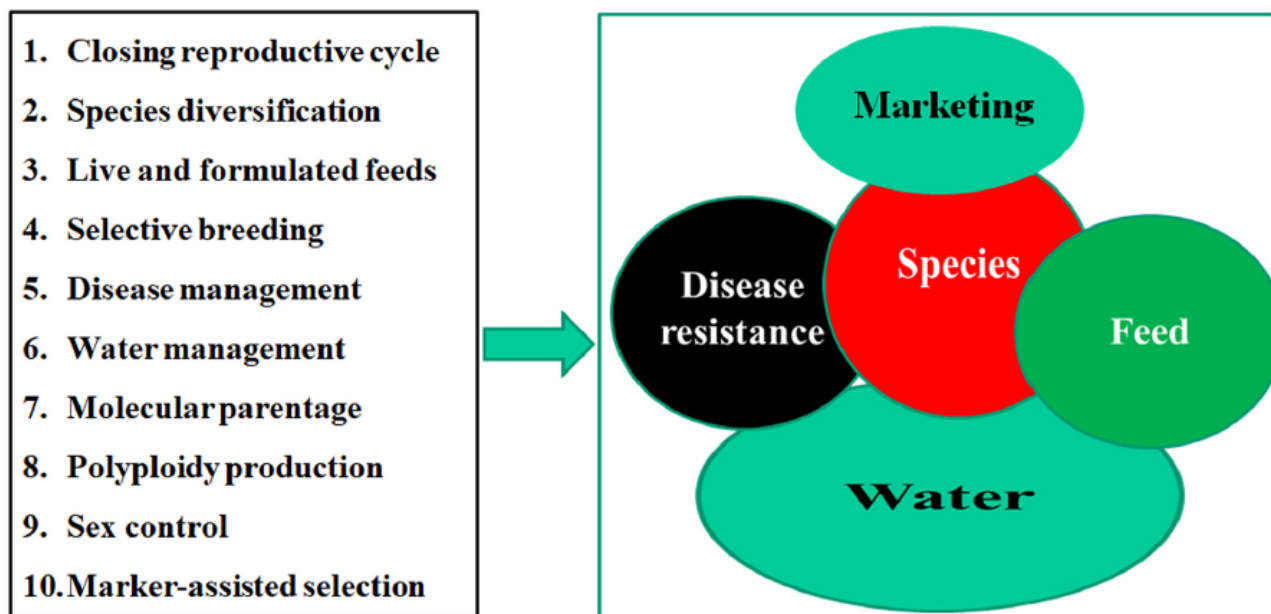 1. Closing reproductive cycle
2. Species diversification
3. Live and formulated feeds
4. Selective breeding
5. Disease management
6. Water management
7. Molecular parentage
8. Polyploidy production
9. Sex control
10. Marker-assisted selection
Marketing
Species
Disease
resistance
Feed
Water